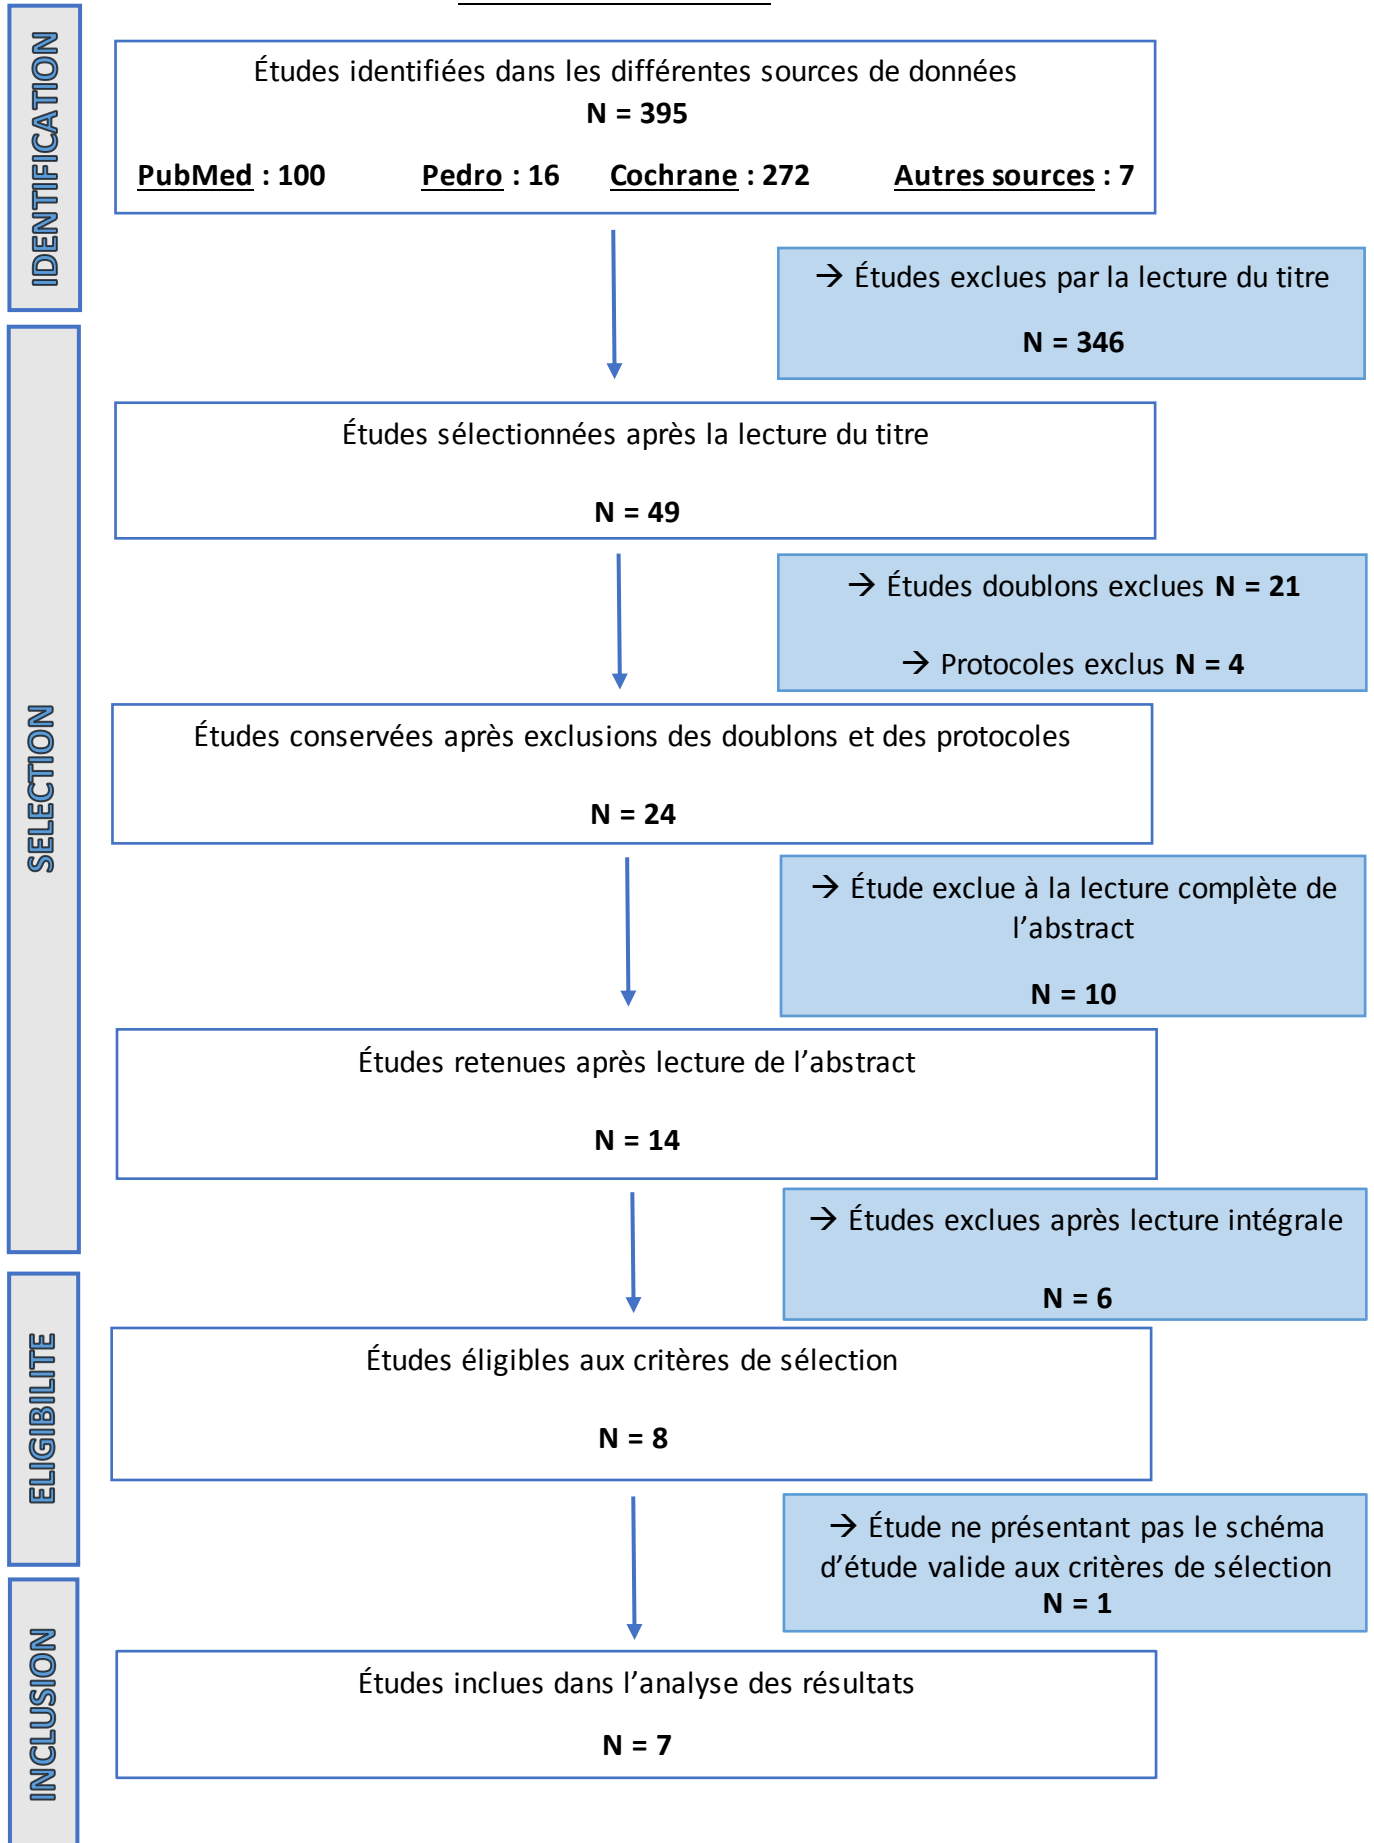 IDENTIFICATION
Études identifiées dans les différentes sources de données
N = 395
PubMed : 100 Pedro : 16 Cochrane : 272 Autres sources : 7
→ Études exclues par la lecture du titre
N = 346
SELECTION
Études sélectionnées après la lecture du titre
N = 49
→ Études doublons exclues N = 21
→ Protocoles exclus N = 4
Études conservées après exclusions des doublons et des protocoles
N = 24
→ Étude exclue à la lecture complète de
l’abstract
N = 10
Études retenues après lecture de l’abstract
N = 14
→ Études exclues après lecture intégrale
N = 6
ELIGIBILITE
Études éligibles aux critères de sélection
N = 8
→ Étude ne présentant pas le schéma
d’étude valide aux critères de sélection
N = 1
INCLUSION
Études inclues dans l’analyse des résultats
N = 7